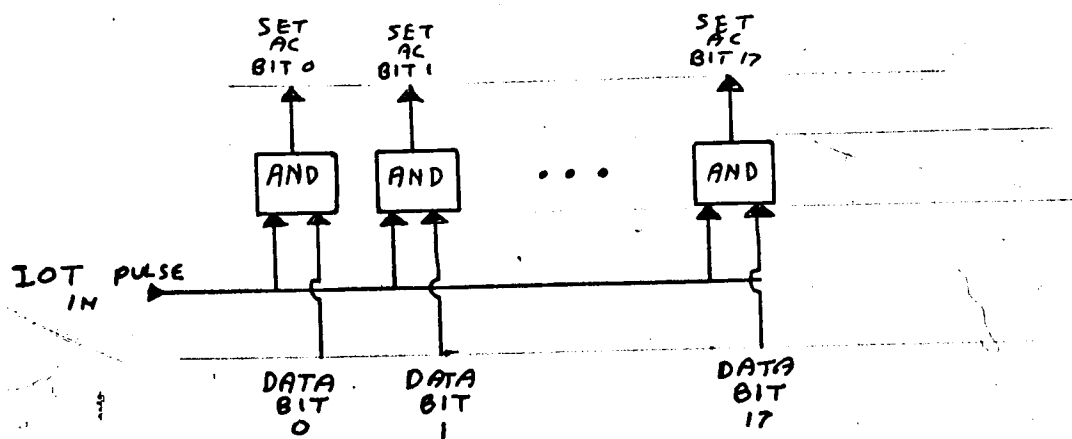 SET
AC
BIT 0
SET
AC
BIT 1
SET
AC
BIT 17
AND
AND
...
AND
IOT PULSE
IN
DATA
BIT
0
DATA
BIT
1
DATA
BIT
17